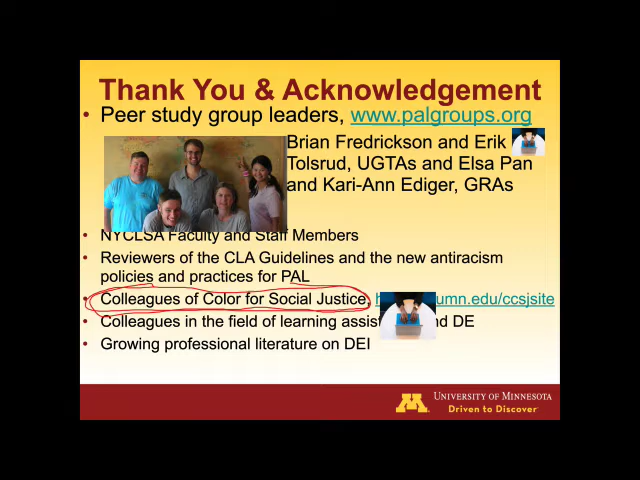 Thank You & Acknowledgement
• Peer study group leaders, www.palgroups.org
Brian Fredrickson and Erik
Tolsrud, UGTAs and Elsa Pan
and Kari-Ann Ediger, GRAs
• NYCLSA Faculty and Staff Members
• Reviewers of the CLA Guidelines and the new antiracism
policies and practices for PAL
• Colleagues of Color for Social Justice, umn.edu/ccsjsite
• Colleagues in the field of learning and DE
• Growing professional literature on DEI
M UNIVERSITY OF MINNESOTA
Driven to Discover